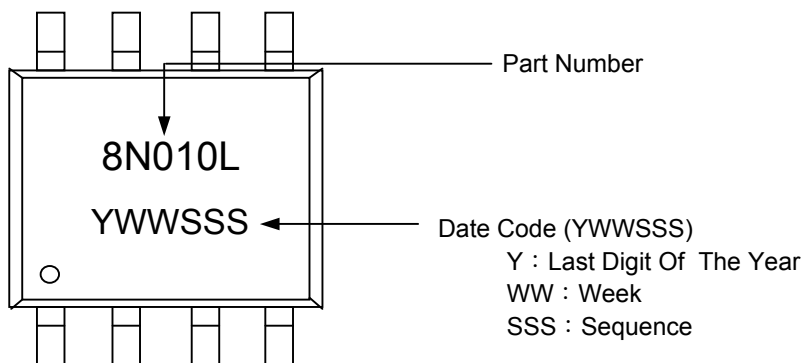 Part Number
8N010L
YWWSSS
Date Code (YWWSSS)
Y：Last Digit Of The Year
WW：Week
SSS：Sequence